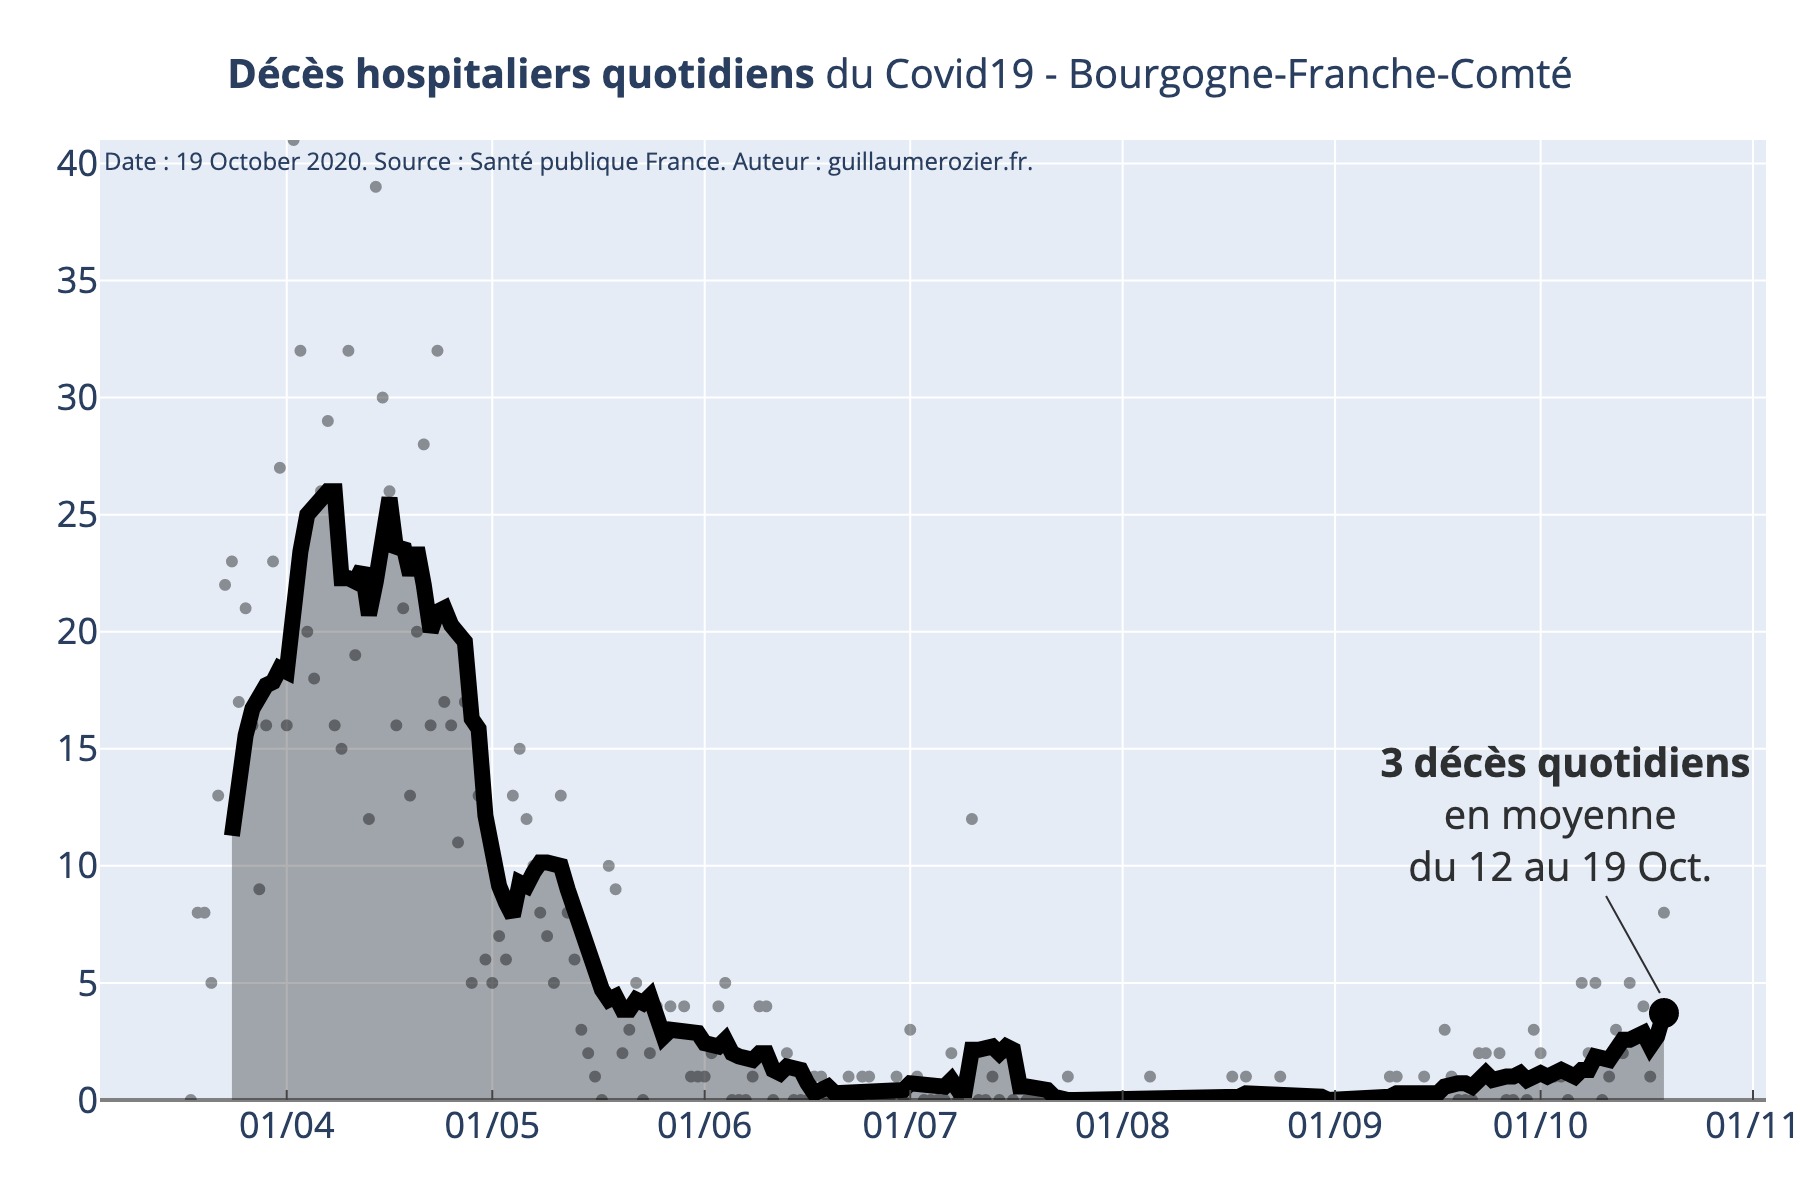 Décès hospitaliers quotidiens du Covid19 - Bourgogne-Franche-Comté
Date : 19 October 2020. Source : Santé publique France. Auteur : guillaumerozier.fr.
40
35
30
25
20
15
10
5
0
3 décès quotidiens
en moyenne
du 12 au 19 Oct.
01/04 01/05 01/06 01/07 01/08 01/09 01/10 01/11